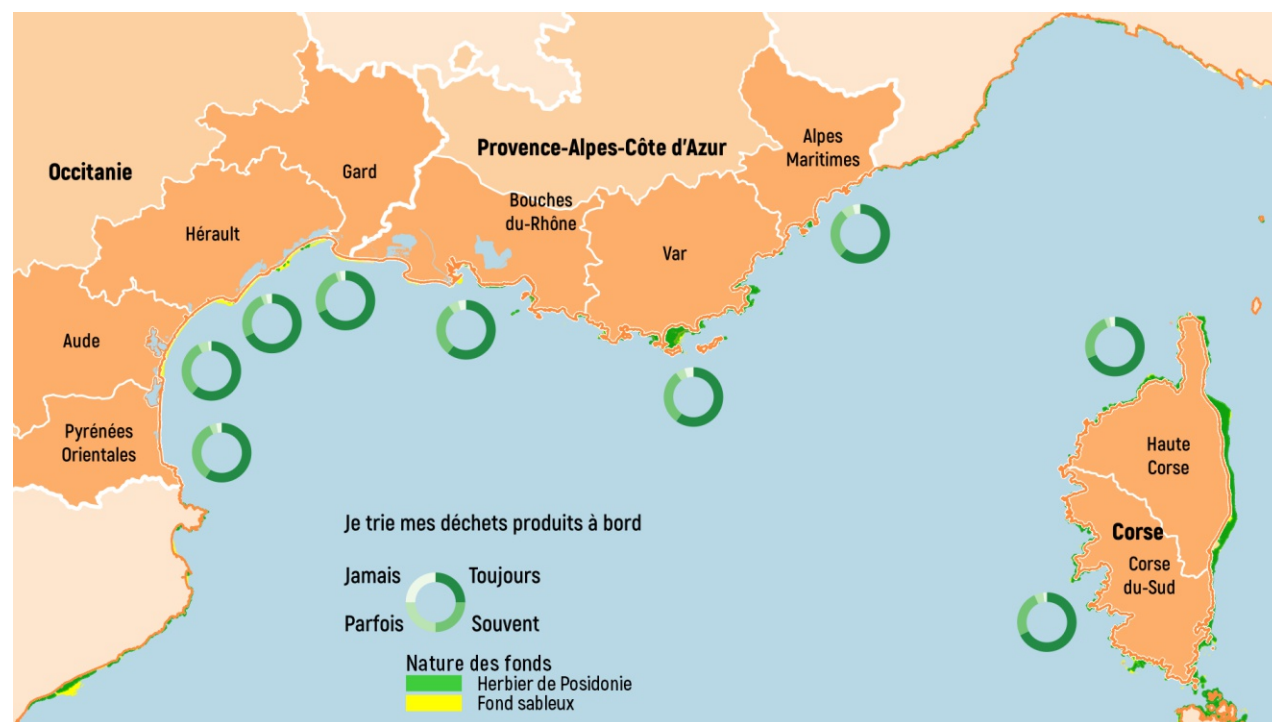 Occitanie
Provence-Alpes-Côte d'Azur
Alpes
Maritimes
Gard
Bouches
du-Rhône
Hérault
Var
Aude
Pyrénées
Orientales
Haute
Corse
Corse
Corse
du-Sud
Je trie mes déchets produits à bord
Jamais Toujours
Parfois Souvent
Nature des fonds
Herbier de Posidonie
Fond sableux